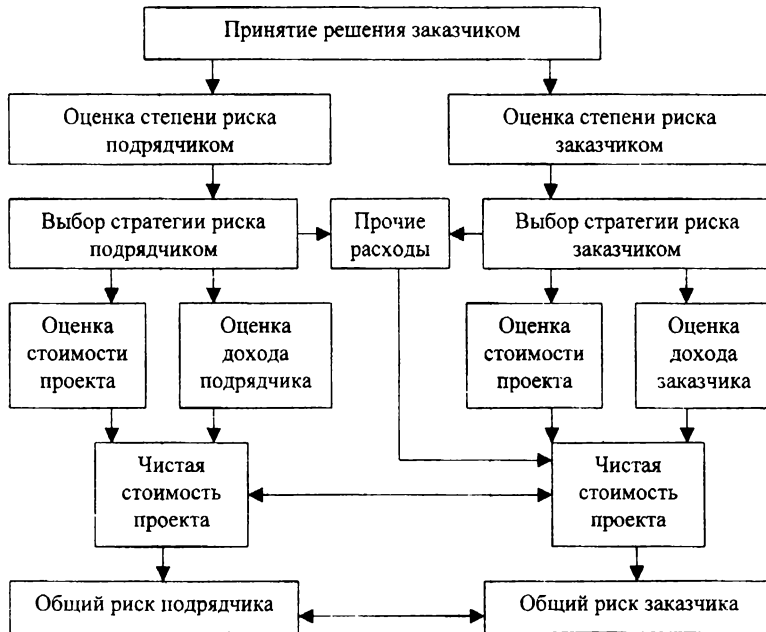 Принятие решения заказчиком
Оценка степени риска
подрядчиком
Оценка степени риска
заказчиком
Выбор стратегии риска
подрядчиком
Прочие
расходы
Выбор стратегии риска
заказчиком
Оценка
стоимости
проекта
Оценка
дохода
подрядчика
Оценка
стоимости
проекта
Оценка
дохода
заказчика
Чистая
стоимость
проекта
Чистая
стоимость
проекта
Общий риск подрядчика
Общий риск заказчика